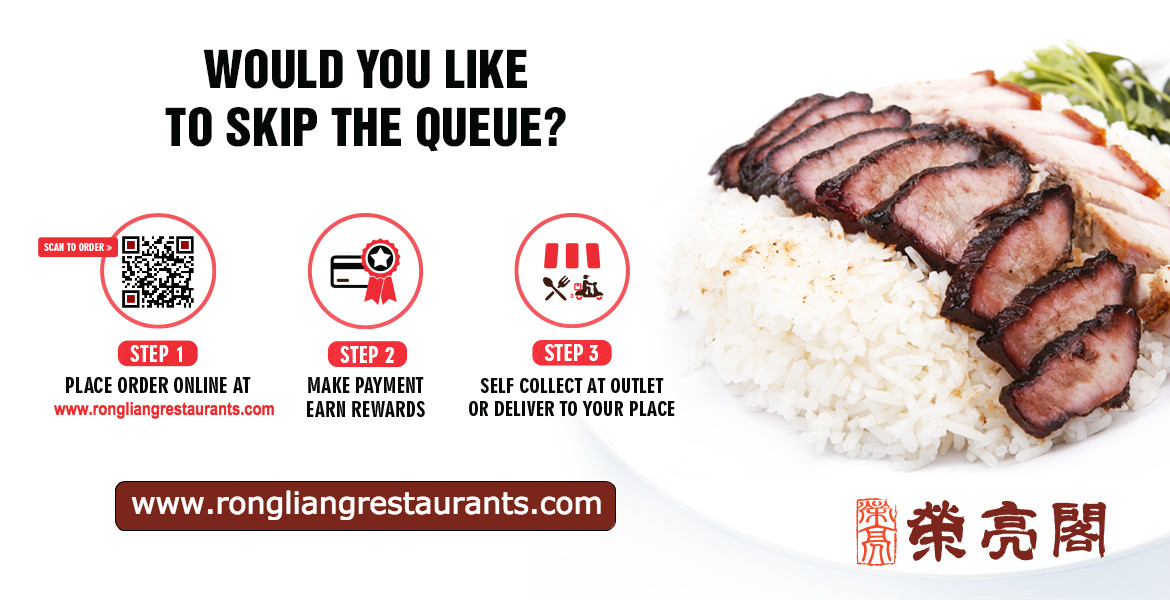 WOULD YOU LIKE
TO SKIP THE QUEUE?
SCAN TO ORDER »
STEP 1
PLACE ORDER ONLINE AT
www.rongliangrestaurants.com
STEP 2
MAKE PAYMENT
EARN REWARDS
STEP 3
SELF COLLECT AT OUTLET
OR DELIVER TO YOUR PLACE
www.rongliangrestaurants.com
榮亮
榮亮閣